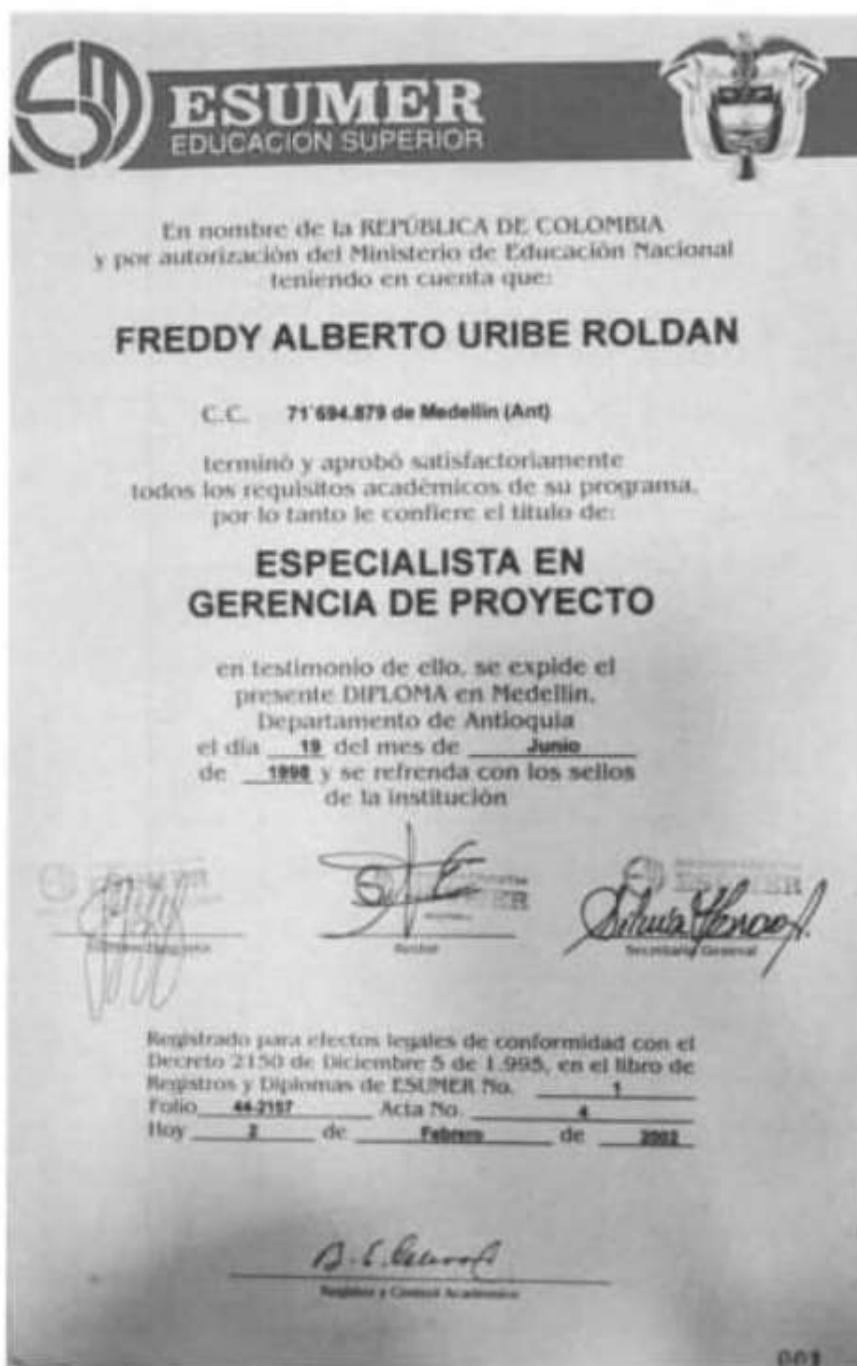 ESUMER
EDUCACION SUPERIOR
En nombre de la REPÚBLICA DE COLOMBIA
y por autorización del Ministerio de Educación Nacional
teniendo en cuenta que:
FREDDY ALBERTO URIBE ROLDAN
C.C. 71'694.879 de Medellin (Ant)
terminó y aprobó satisfactoriamente
todos los requisitos académicos de su programa,
por lo tanto le confiere el título de:
ESPECIALISTA EN
GERENCIA DE PROYECTO
en testimonio de ello, se expide el
presente DIPLOMA en Medellín,
Departamento de Antioquia
el día 19 del mes de Junio
de 1998 y se refrenda con los sellos
de la institución
ESUMER
Rector
Secretario General
Registrado para efectos legales de conformidad con el
Decreto 2150 de Diciembre 5 de 1.995, en el libro de
Registros y Diplomas de ESUMER No. 1
Folio 44-2157 Acta No. 4
Hoy 2 de Febrero de 2002
Registro y Control Académico
001